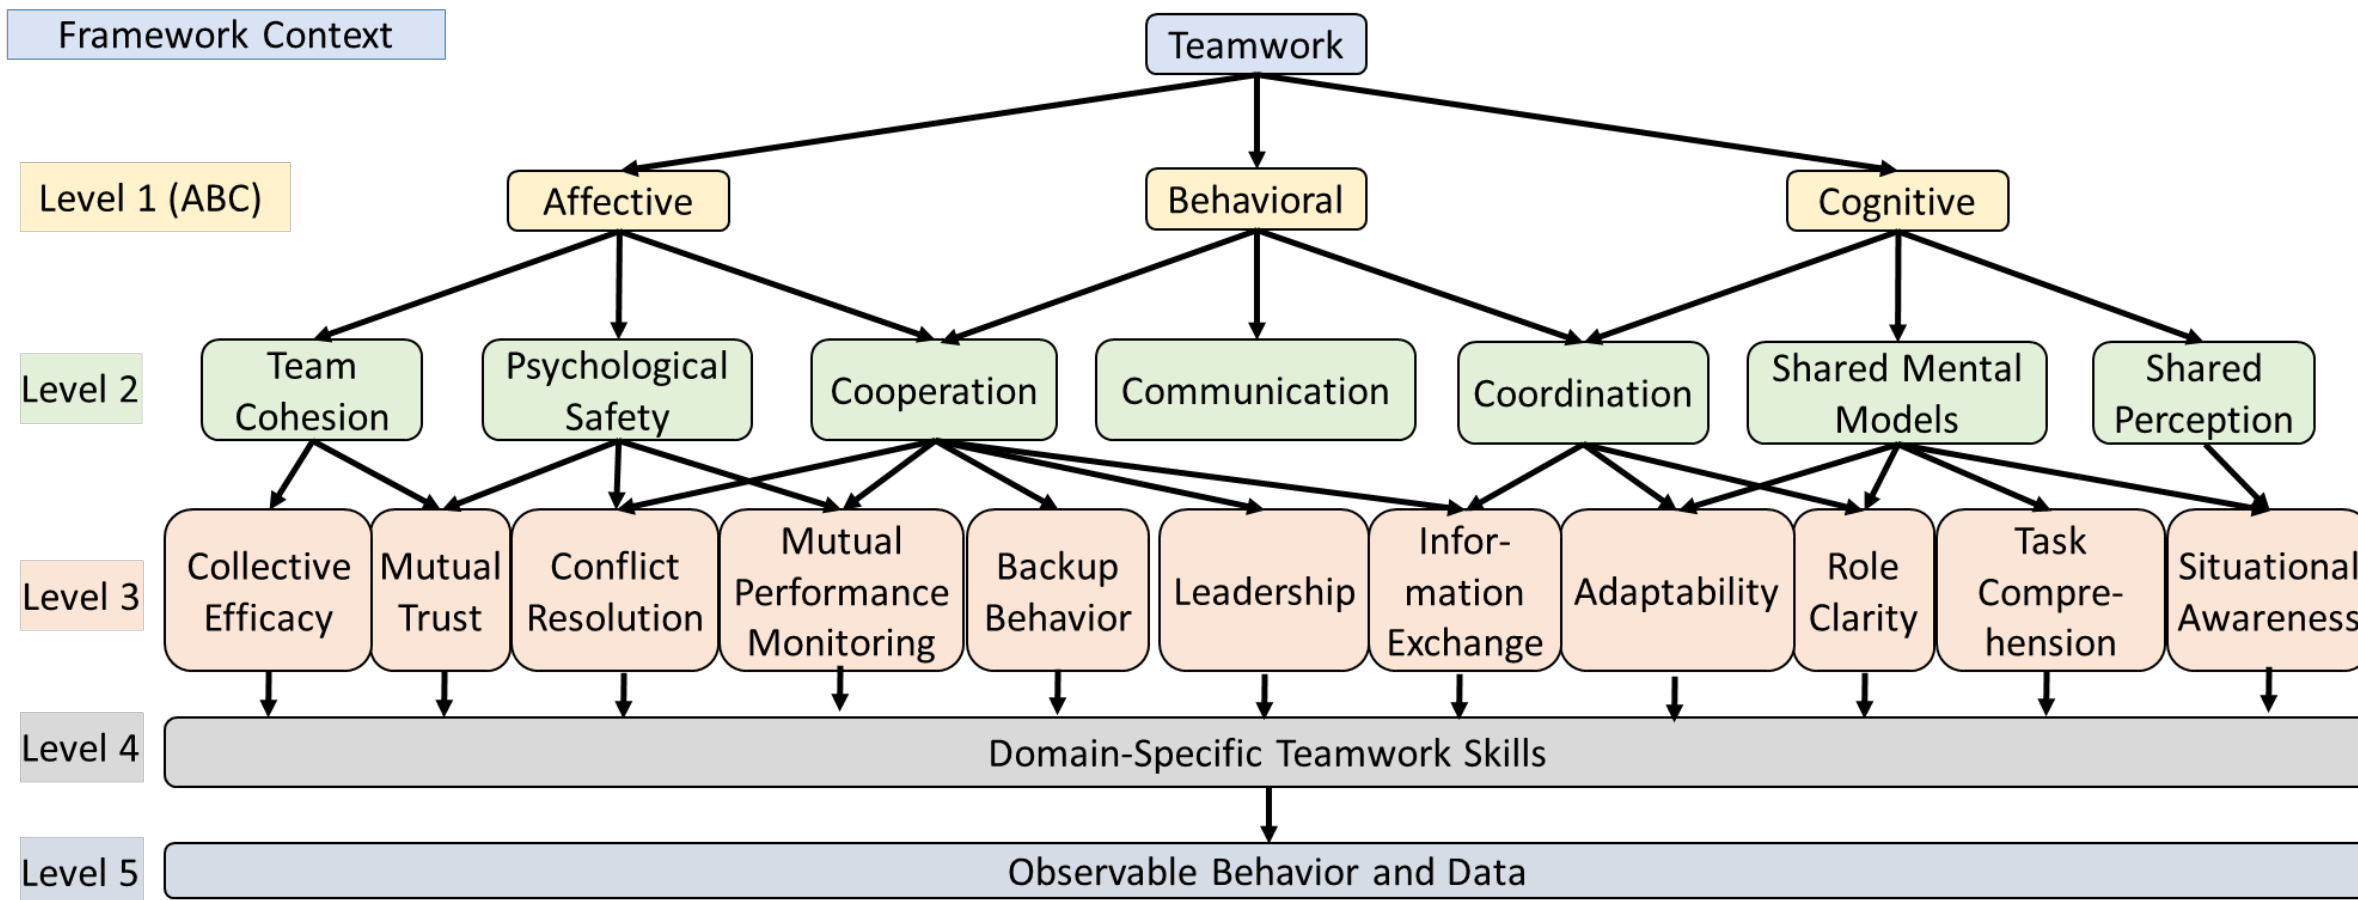 Framework Context
Teamwork
Level 1 (ABC)
Affective
Behavioral
Cognitive
Level 2
Team
Cohesion
Psychological
Safety
Cooperation
Communication
Coordination
Shared Mental
Models
Shared
Perception
Level 3
Collective
Efficacy
Mutual
Trust
Conflict
Resolution
Mutual
Performance
Monitoring
Backup
Behavior
Leadership
Infor-
mation
Exchange
Adaptability
Role
Clarity
Task
Compre-
hension
Situational
Awareness
Level 4
Domain-Specific Teamwork Skills
Level 5
Observable Behavior and Data